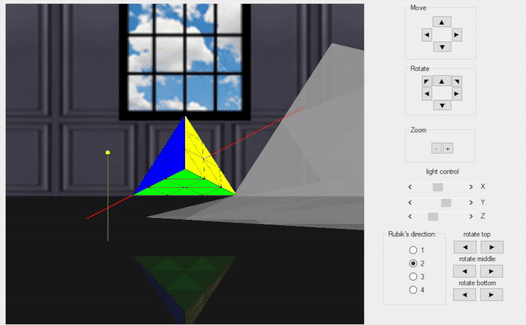 Move
Rotate
Zoom
- +
light control
X
Y
Z
Rubik's direction:
1
2
3
4
rotate top
rotate middle
rotate bottom